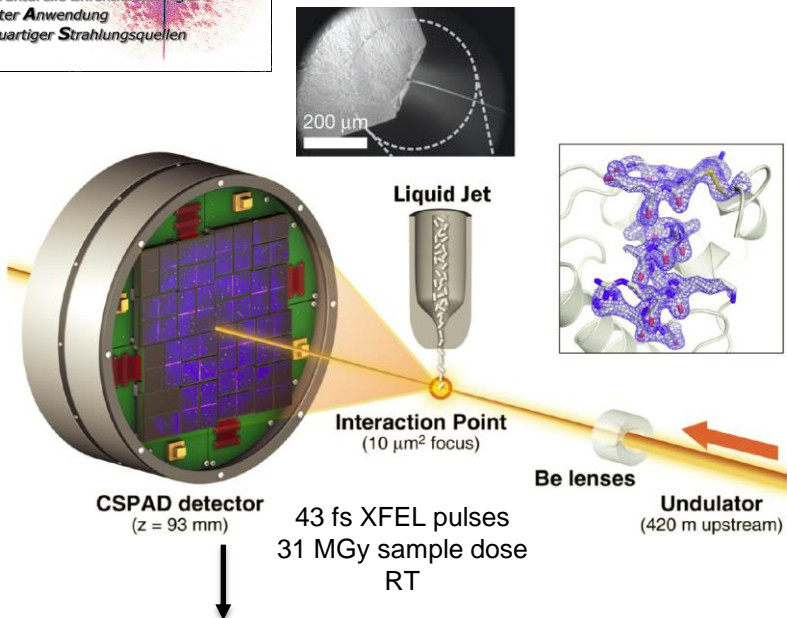 ter Anwendung
uartiger Strahlungsquellen
200 μm
Liquid Jet
Interaction Point
(10 μm² focus)
Be lenses
CSPAD detector
(z = 93 mm)
Undulator
(420 m upstream)
43 fs XFEL pulses
31 MGy sample dose
RT